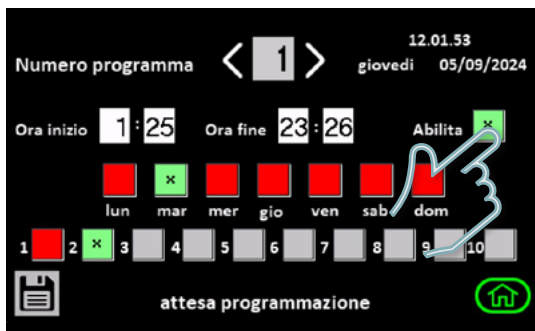 12.01.53
Numero programma < 1 > giovedi 05/09/2024
Ora inizio 1:25 Ora fine 23:26 Abilita x
x
lun mar mer gio ven sab dom
1 2 x 3 4 5 6 7 8 9 10
attesa programmazione